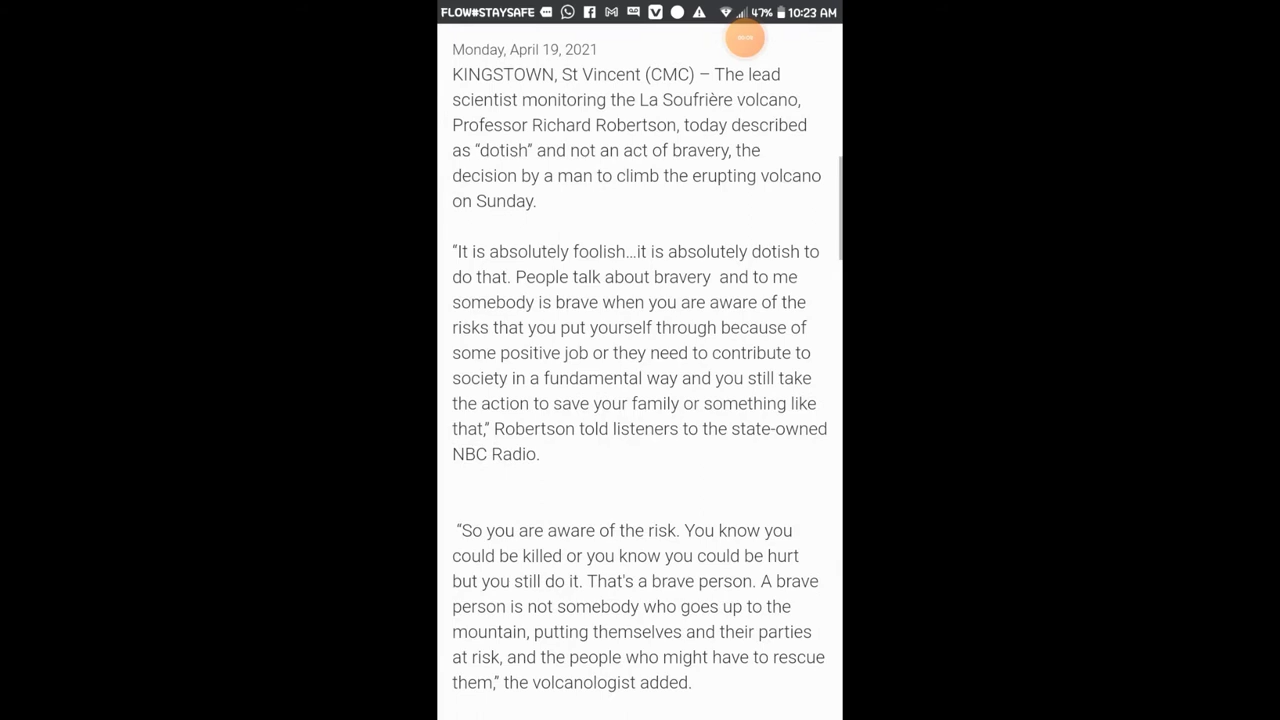 FLOW#STAYSAFE 47% 10:23 AM
Monday, April 19, 2021
KINGSTOWN, St Vincent (CMC) – The lead
scientist monitoring the La Soufrière volcano,
Professor Richard Robertson, today described
as “dotish” and not an act of bravery, the
decision by a man to climb the erupting volcano
on Sunday.
“It is absolutely foolish…it is absolutely dotish to
do that. People talk about bravery  and to me
somebody is brave when you are aware of the
risks that you put yourself through because of
some positive job or they need to contribute to
society in a fundamental way and you still take
the action to save your family or something like
that,” Robertson told listeners to the state-owned
NBC Radio.
“So you are aware of the risk. You know you
could be killed or you know you could be hurt
but you still do it. That's a brave person. A brave
person is not somebody who goes up to the
mountain, putting themselves and their parties
at risk, and the people who might have to rescue
them,” the volcanologist added.